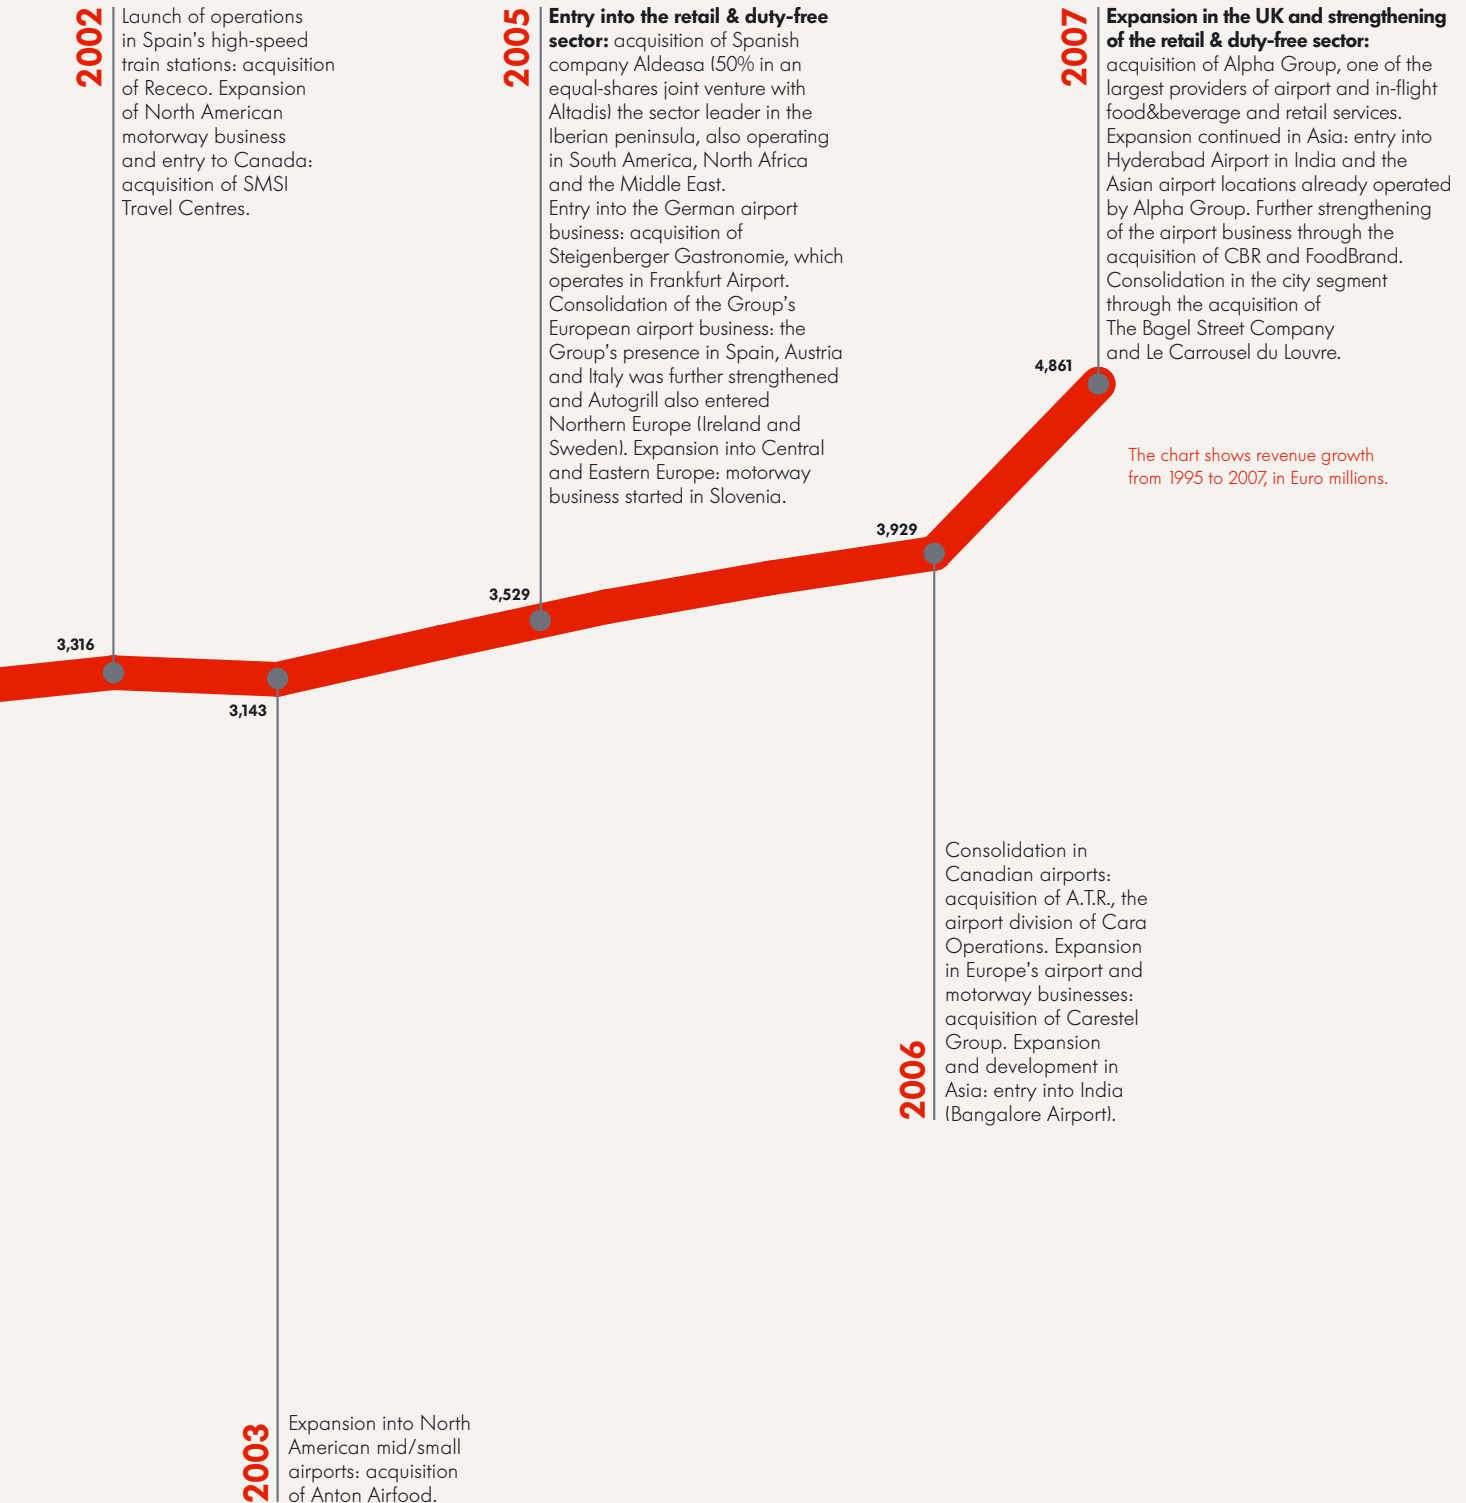 2002
Launch of operations
in Spain's high-speed
train stations: acquisition
of Receco. Expansion
of North American
motorway business
and entry to Canada:
acquisition of SMSI
Travel Centres.
2005
Entry into the retail & duty-free
sector: acquisition of Spanish
company Aldeasa (50% in an
equal-shares joint venture with
Altadis) the sector leader in the
Iberian peninsula, also operating
in South America, North Africa
and the Middle East.
Entry into the German airport
business: acquisition of
Steigenberger Gastronomie, which
operates in Frankfurt Airport.
Consolidation of the Group's
European airport business: the
Group's presence in Spain, Austria
and Italy was further strengthened
and Autogrill also entered
Northern Europe (Ireland and
Sweden). Expansion into Central
and Eastern Europe: motorway
business started in Slovenia.
2007
Expansion in the UK and strengthening
of the retail & duty-free sector:
acquisition of Alpha Group, one of the
largest providers of airport and in-flight
food&beverage and retail services.
Expansion continued in Asia: entry into
Hyderabad Airport in India and the
Asian airport locations already operated
by Alpha Group. Further strengthening
of the airport business through the
acquisition of CBR and FoodBrand.
Consolidation in the city segment
through the acquisition of
The Bagel Street Company
and Le Carrousel du Louvre.
4,861
The chart shows revenue growth
from 1995 to 2007, in Euro millions.
3,929
3,529
3,316
3,143
2006
Consolidation in
Canadian airports:
acquisition of A.T.R., the
airport division of Cara
Operations. Expansion
in Europe's airport and
motorway businesses:
acquisition of Carestel
Group. Expansion
and development in
Asia: entry into India
(Bangalore Airport).
2003
Expansion into North
American mid/small
airports: acquisition
of Anton Airfood.